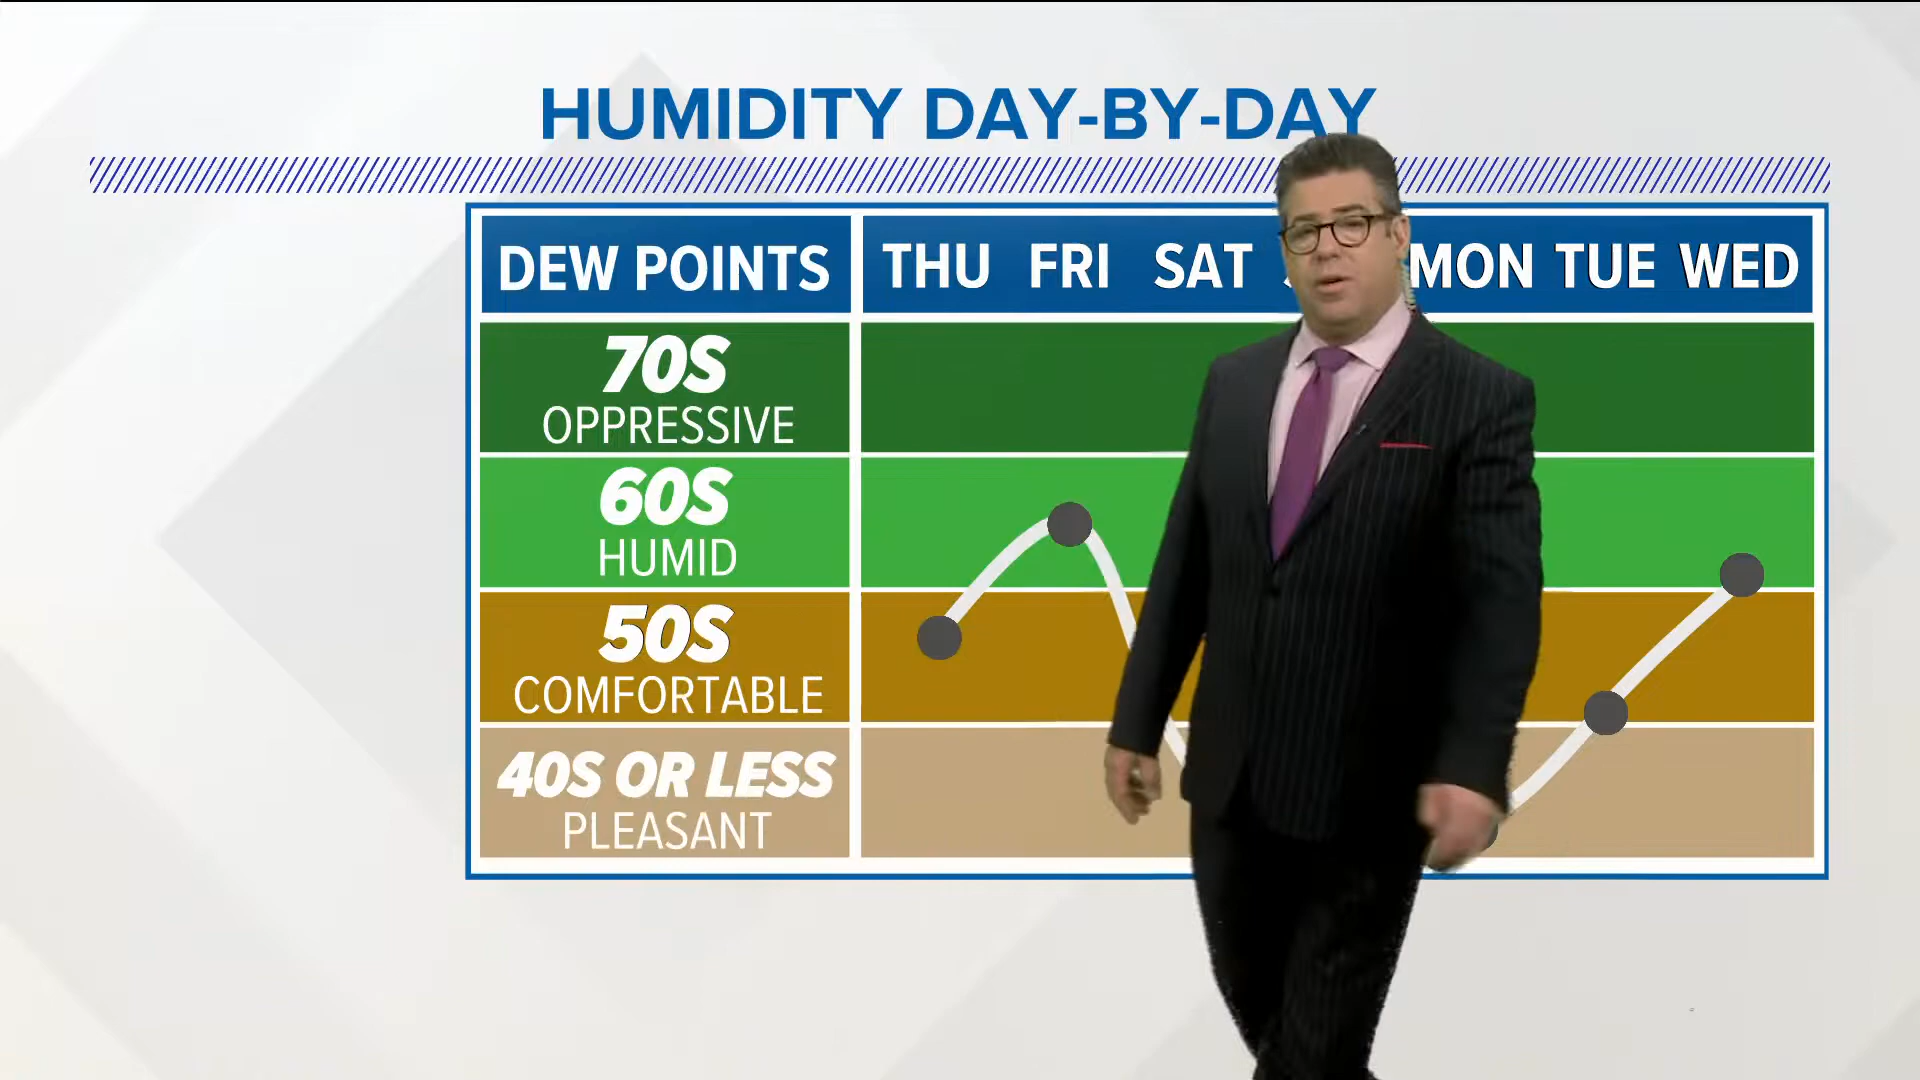 HUMIDITY DAY-BY-DAY
DEW POINTS THU FRI SAT MON TUE WED
70S
OPPRESSIVE
60S
HUMID
50S
COMFORTABLE
40S OR LESS
PLEASANT